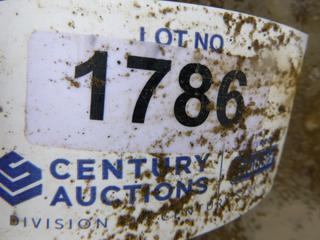 LOT NO
1786
CENTURY
AUCTIONS
DIVISION